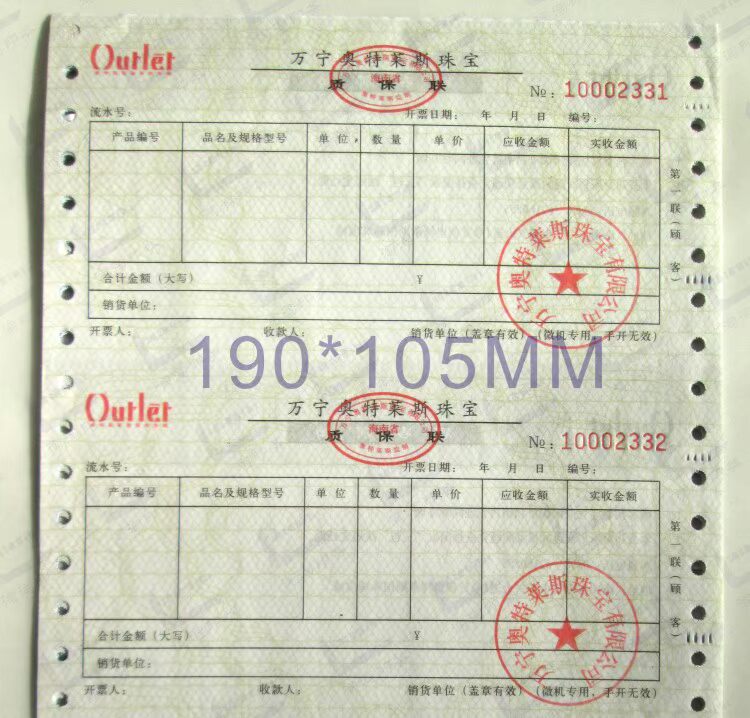 Outlet
万宁奥特莱斯珠宝
海南省
质保联
№: 10002331
流水号: 开票日期: 年 月 日 编号:
产品编号 品名及规格型号 单位 数量 单价 应收金额 实收金额
第一联(顾客)
合计金额(大写) ¥
万宁奥特莱斯珠宝有限公司
销货单位:
开票人: 收款人: 销货单位(盖章有效)(微机专用,手开无效)
190*105MM
Outlet
万宁奥特莱斯珠宝
海南省
质保联
№: 10002332
流水号: 开票日期: 年 月 日 编号:
产品编号 品名及规格型号 单位 数量 单价 应收金额 实收金额
第一联(顾客)
合计金额(大写) ¥
万宁奥特莱斯珠宝有限公司
销货单位:
开票人: 收款人: 销货单位(盖章有效)(微机专用,手开无效)